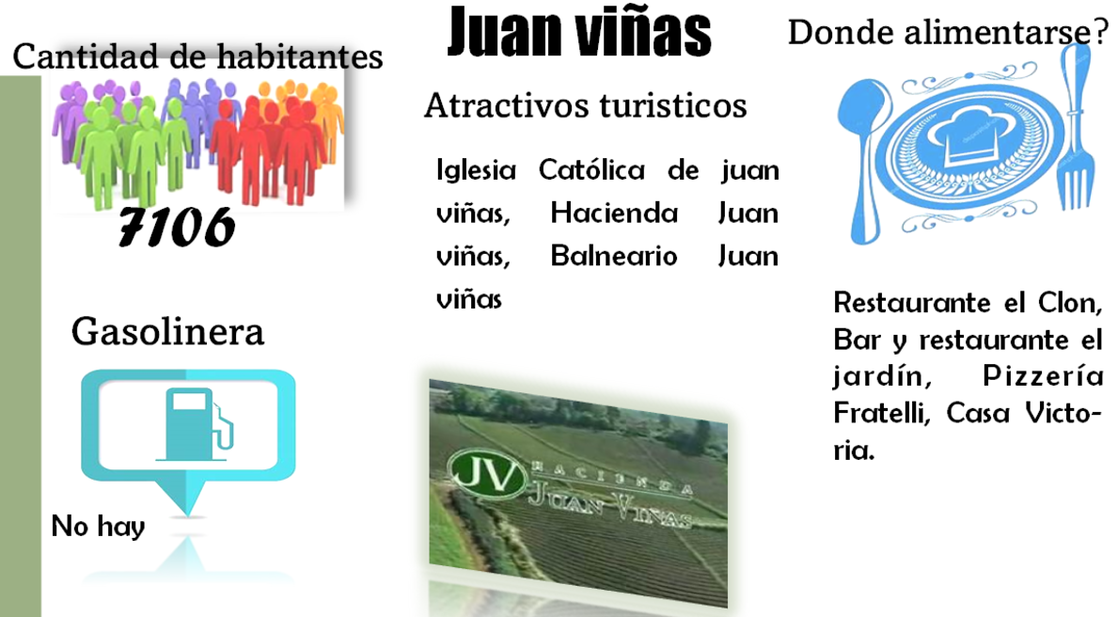 Juan viñas
Cantidad de habitantes
7106
Gasolinera
No hay
Atractivos turisticos
Iglesia Católica de juan
viñas, Hacienda Juan
viñas, Balneario Juan
viñas
JV
HACIENDA
JUAN VIÑAS
Donde alimentarse?
Restaurante el Clon,
Bar y restaurante el
jardín, Pizzería
Fratelli, Casa Victo-
ria.